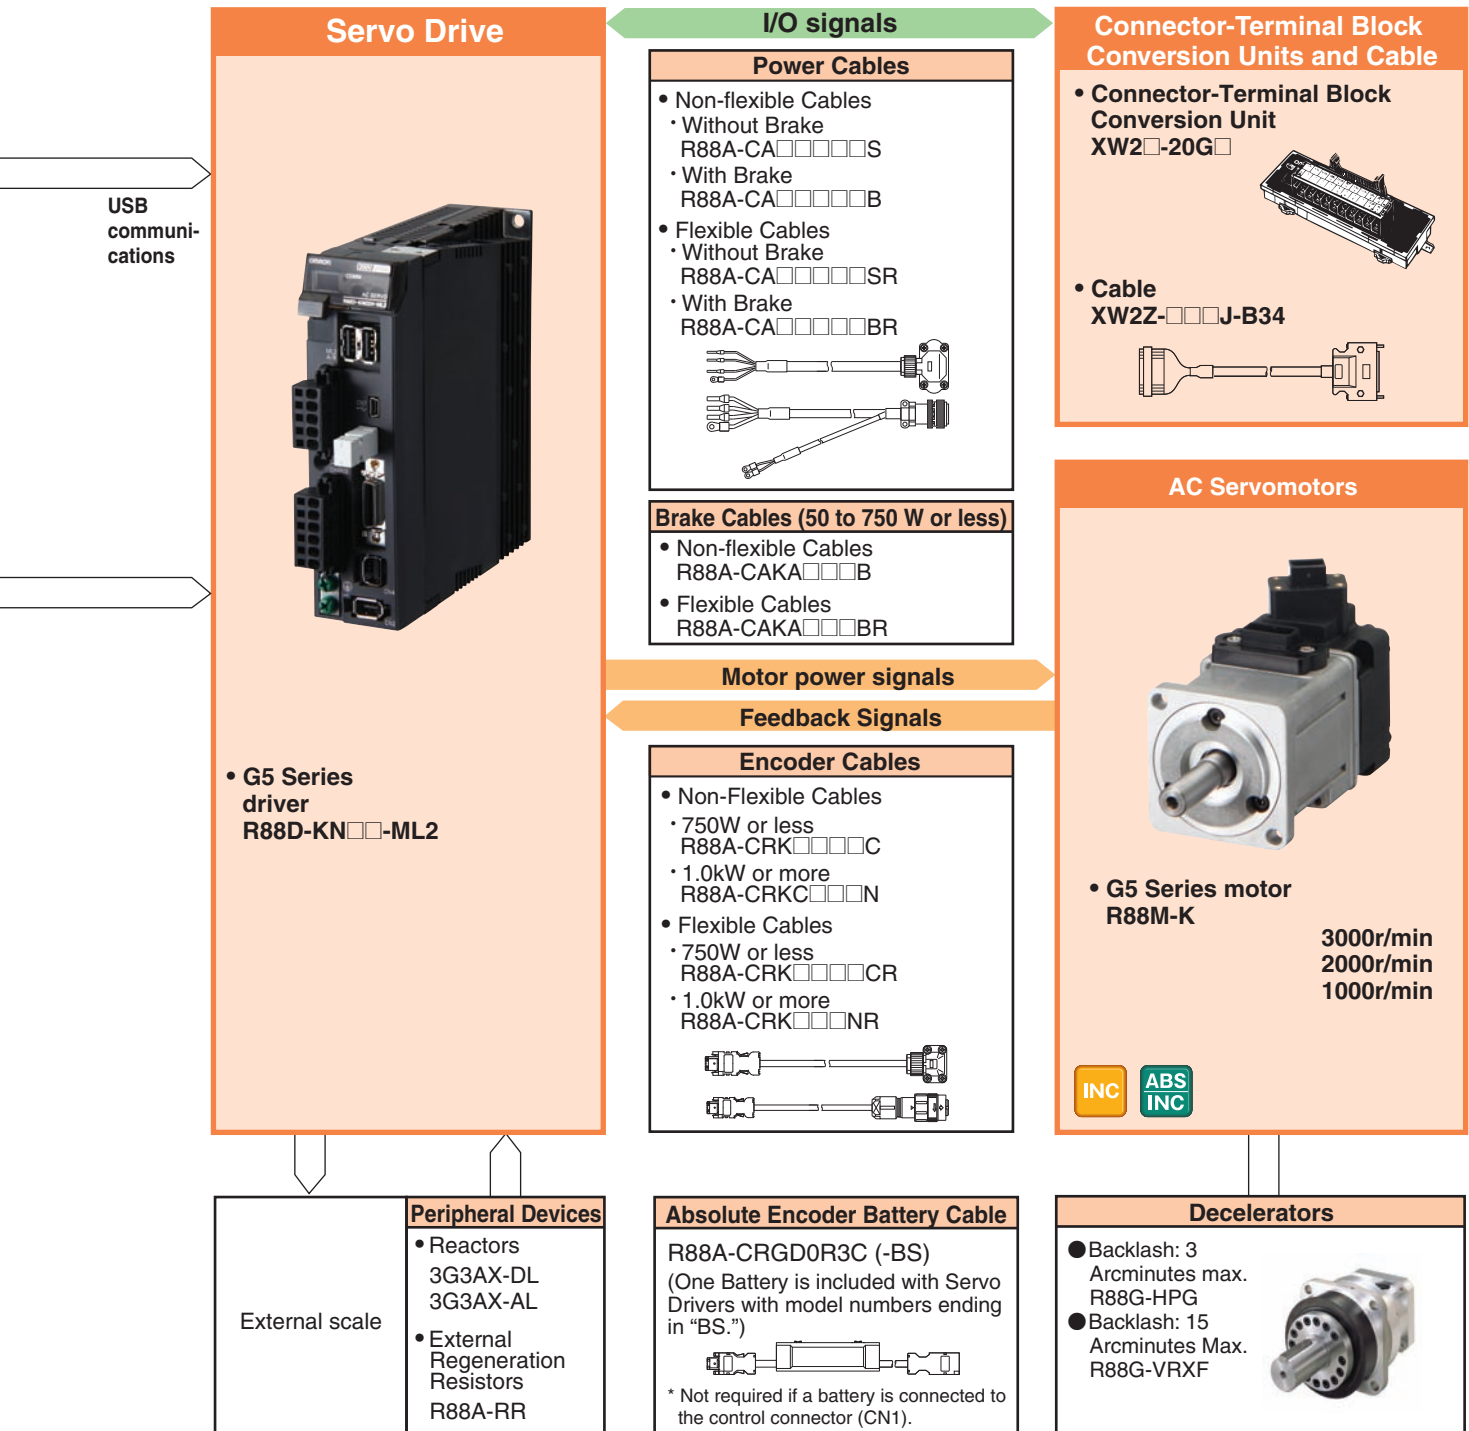 USB
communi-
cations
Servo Drive
OMRON
AC SERVO
• G5 Series
driver
R88D-KN□□-ML2
I/O signals
Power Cables
• Non-flexible Cables
・Without Brake
R88A-CA□□□□□S
・With Brake
R88A-CA□□□□□B
• Flexible Cables
・Without Brake
R88A-CA□□□□□SR
・With Brake
R88A-CA□□□□□BR
Brake Cables (50 to 750 W or less)
• Non-flexible Cables
R88A-CAKA□□□B
• Flexible Cables
R88A-CAKA□□□BR
Motor power signals
Feedback Signals
Encoder Cables
• Non-Flexible Cables
・750W or less
R88A-CRK□□□□C
・1.0kW or more
R88A-CRKC□□□N
• Flexible Cables
・750W or less
R88A-CRK□□□□CR
・1.0kW or more
R88A-CRK□□□NR
Connector-Terminal Block
Conversion Units and Cable
• Connector-Terminal Block
Conversion Unit
XW2□-20G□
• Cable
XW2Z-□□□J-B34
AC Servomotors
• G5 Series motor
R88M-K
3000r/min
2000r/min
1000r/min
INC
ABS
INC
External scale
Peripheral Devices
• Reactors
3G3AX-DL
3G3AX-AL
• External
Regeneration
Resistors
R88A-RR
Absolute Encoder Battery Cable
R88A-CRGD0R3C (-BS)
(One Battery is included with Servo
Drivers with model numbers ending
in “BS.”)
* Not required if a battery is connected to
the control connector (CN1).
Decelerators
●Backlash: 3
Arcminutes max.
R88G-HPG
●Backlash: 15
Arcminutes Max.
R88G-VRXF